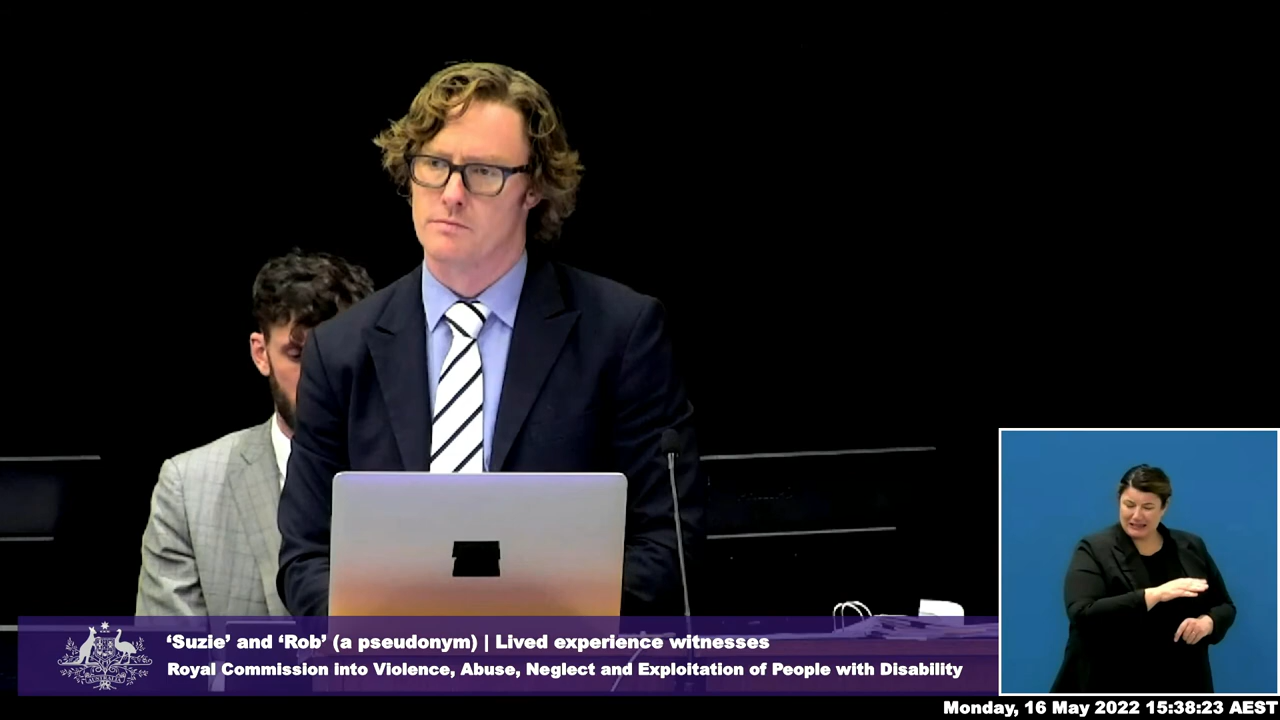 ‘Suzie’ and ‘Rob’ (a pseudonym) | Lived experience witnesses
Royal Commission into Violence, Abuse, Neglect and Exploitation of People with Disability
AUSTRALIA
Monday, 16 May 2022 15:38:23 AEST